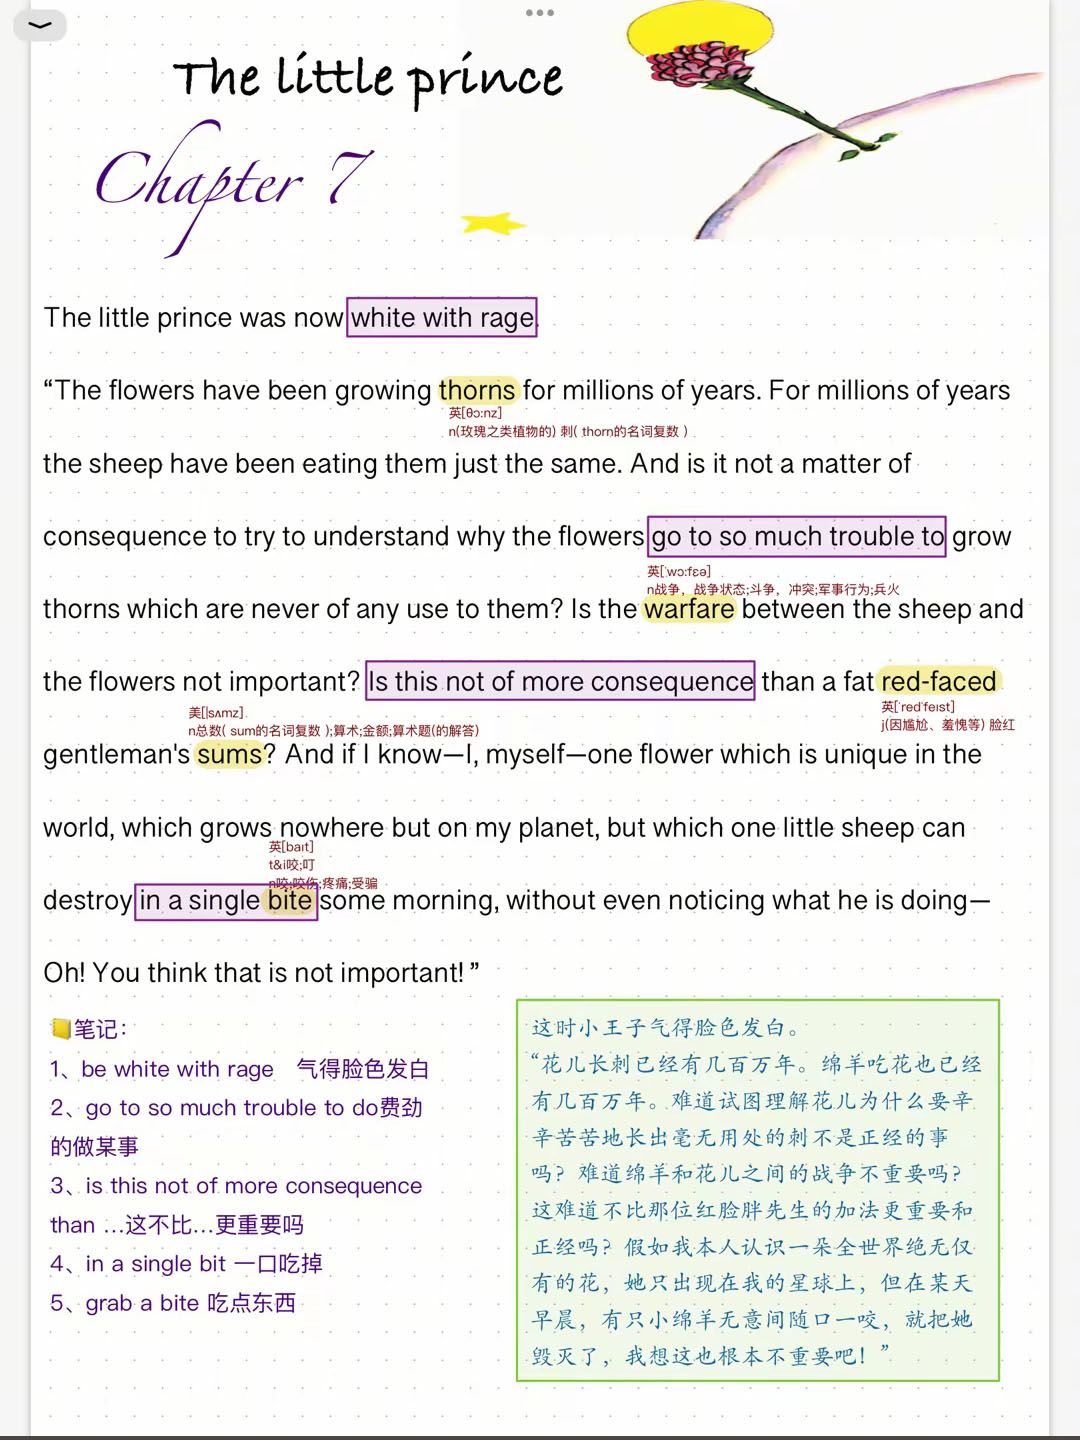 The little prince
Chapter 7
The little prince was now white with rage.
“The flowers have been growing thorns for millions of years. For millions of years
英[θɔːnz]
n(玫瑰之类植物的) 刺( thorn的名词复数 )
the sheep have been eating them just the same. And is it not a matter of
consequence to try to understand why the flowers go to so much trouble to grow
英[ˈwɔːfɛə]
n战争，战争状态;斗争，冲突;军事行为;兵火
thorns which are never of any use to them? Is the warfare between the sheep and
the flowers not important? Is this not of more consequence than a fat red-faced
美[|sʌmz]
n总数( sum的名词复数 );算术;金额;算术题(的解答)
英[ˈredˈfeɪst]
j(因尴尬、羞愧等) 脸红
gentleman's sums? And if I know—I, myself—one flower which is unique in the
world, which grows nowhere but on my planet, but which one little sheep can
英[baɪt]
t&i咬;叮
n咬;咬伤;疼痛;受骗
destroy in a single bite some morning, without even noticing what he is doing—
Oh! You think that is not important! ”
笔记：
1、be white with rage 气得脸色发白
2、go to so much trouble to do费劲
的做某事
3、is this not of more consequence
than ...这不比...更重要吗
4、in a single bit 一口吃掉
5、grab a bite 吃点东西
这时小王子气得脸色发白。
“花儿长刺已经有几百万年。绵羊吃花也已经
有几百万年。难道试图理解花儿为什么要辛
辛苦苦地长出毫无用处的刺不是正经的事
吗？难道绵羊和花儿之间的战争不重要吗？
这难道不比那位红脸胖先生的加法更重要和
正经吗？假如我本人认识一朵全世界绝无仅
有的花，她只出现在我的星球上，但在某天
早晨，有只小绵羊无意间随口一咬，就把她
毁灭了，我想这也根本不重要吧！”